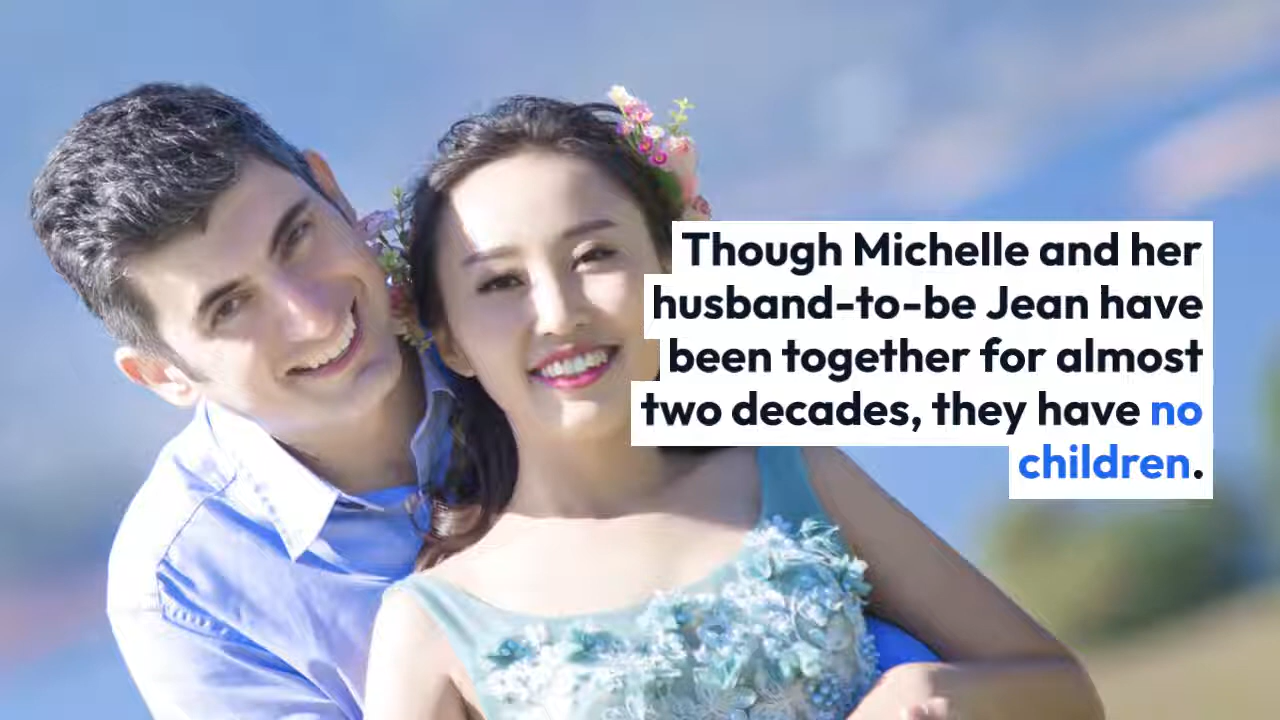 Though Michelle and her
husband-to-be Jean have
been together for almost
two decades, they have no
children.